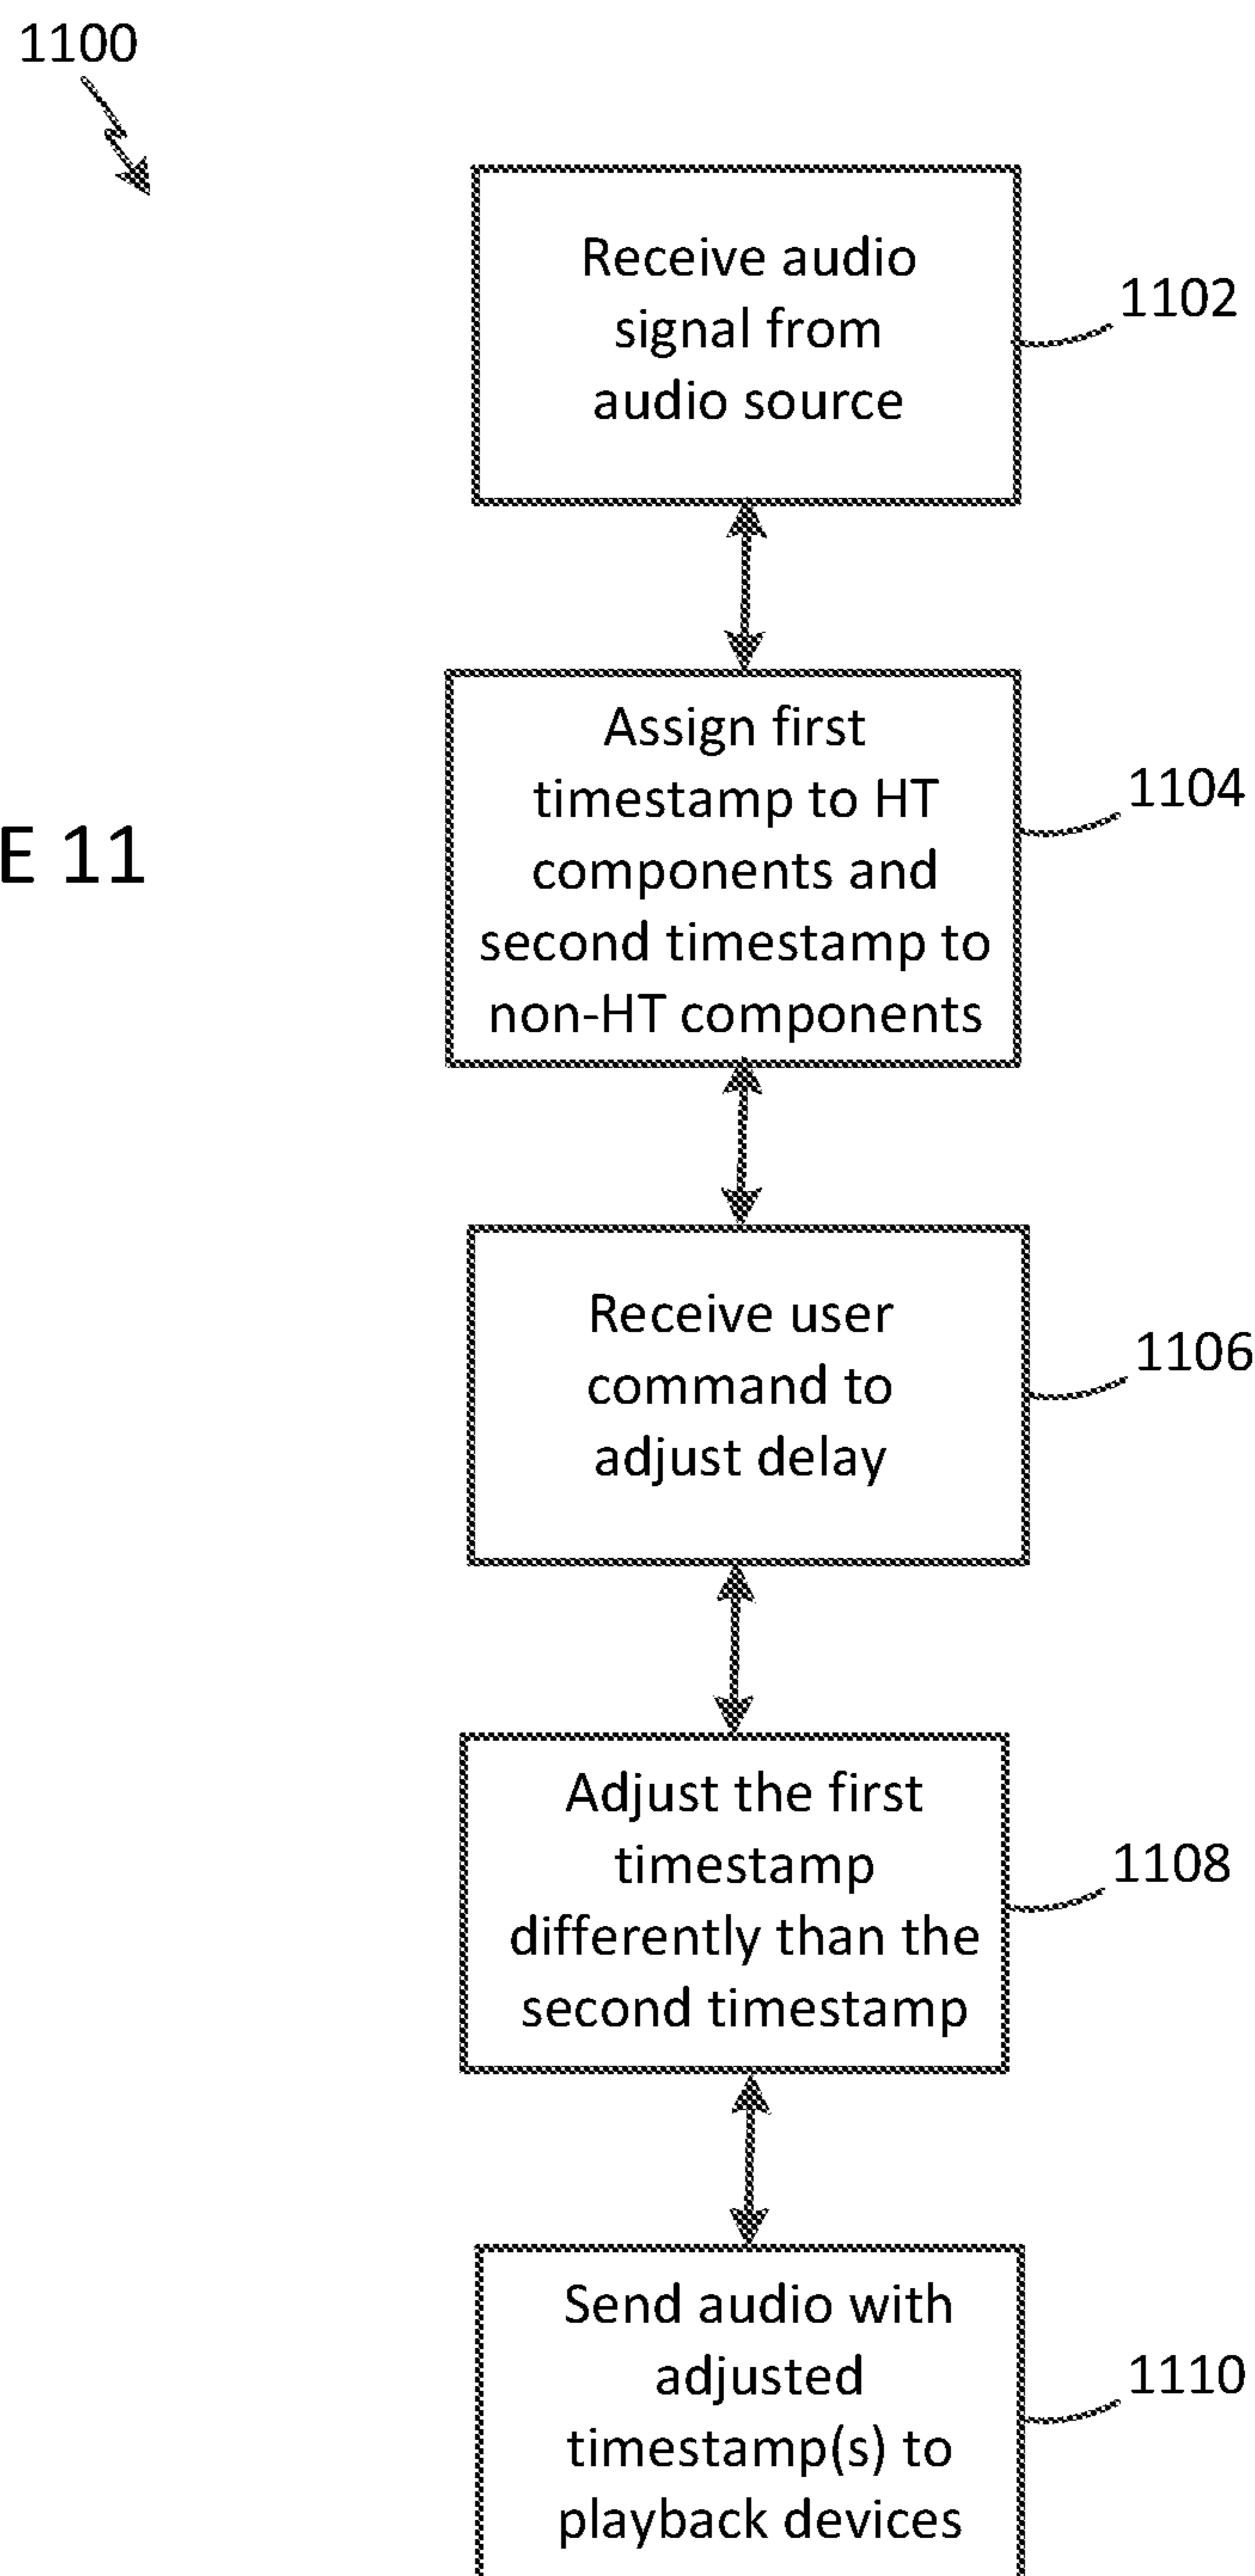 1100
Receive audio
signal from
audio source
1102
Assign first
timestamp to HT
components and
second timestamp to
non-HT components
1104
E 11
Receive user
command to
adjust delay
1106
Adjust the first
timestamp
differently than the
second timestamp
1108
Send audio with
adjusted
timestamp(s) to
playback devices
1110